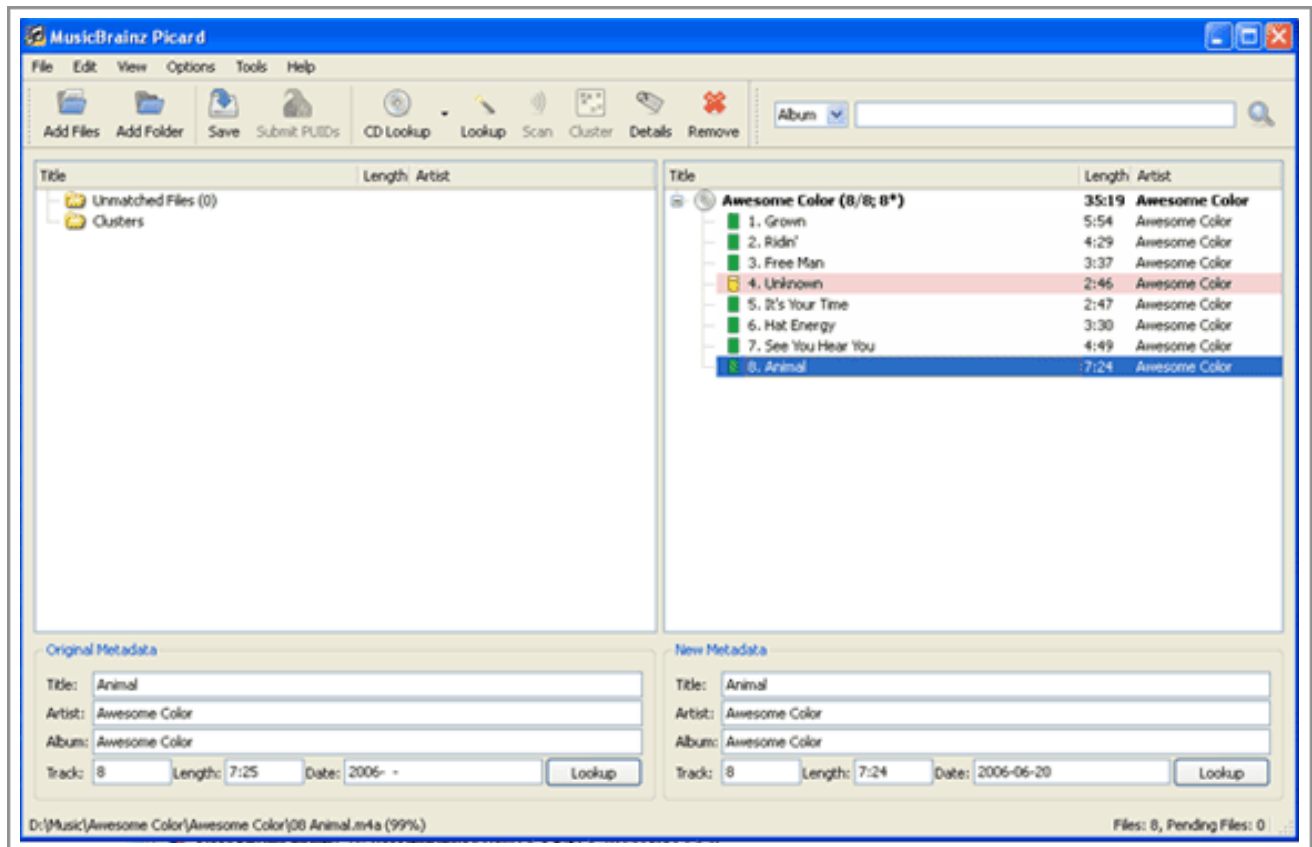 MusicBrainz Picard
File Edit View Options Tools Help
Add Files Add Folder Save Submit PUIDs CD Lookup Lookup Scan Cluster Details Remove Album
Title Length Artist
Unmatched Files (0)
Clusters
Title Length Artist
Awesome Color (8/8; 8*) 35:19 Awesome Color
1. Grown 5:54 Awesome Color
2. Ridin' 4:29 Awesome Color
3. Free Man 3:37 Awesome Color
4. Unknown 2:46 Awesome Color
5. It's Your Time 2:47 Awesome Color
6. Hat Energy 3:30 Awesome Color
7. See You Hear You 4:49 Awesome Color
8. Animal 7:24 Awesome Color
Original Metadata
Title: Animal
Artist: Awesome Color
Album: Awesome Color
Track: 8 Length: 7:25 Date: 2006- - Lookup
New Metadata
Title: Animal
Artist: Awesome Color
Album: Awesome Color
Track: 8 Length: 7:24 Date: 2006-06-20 Lookup
D:\Music\Awesome Color\Awesome Color\08 Animal.m4a (99%) Files: 8, Pending Files: 0